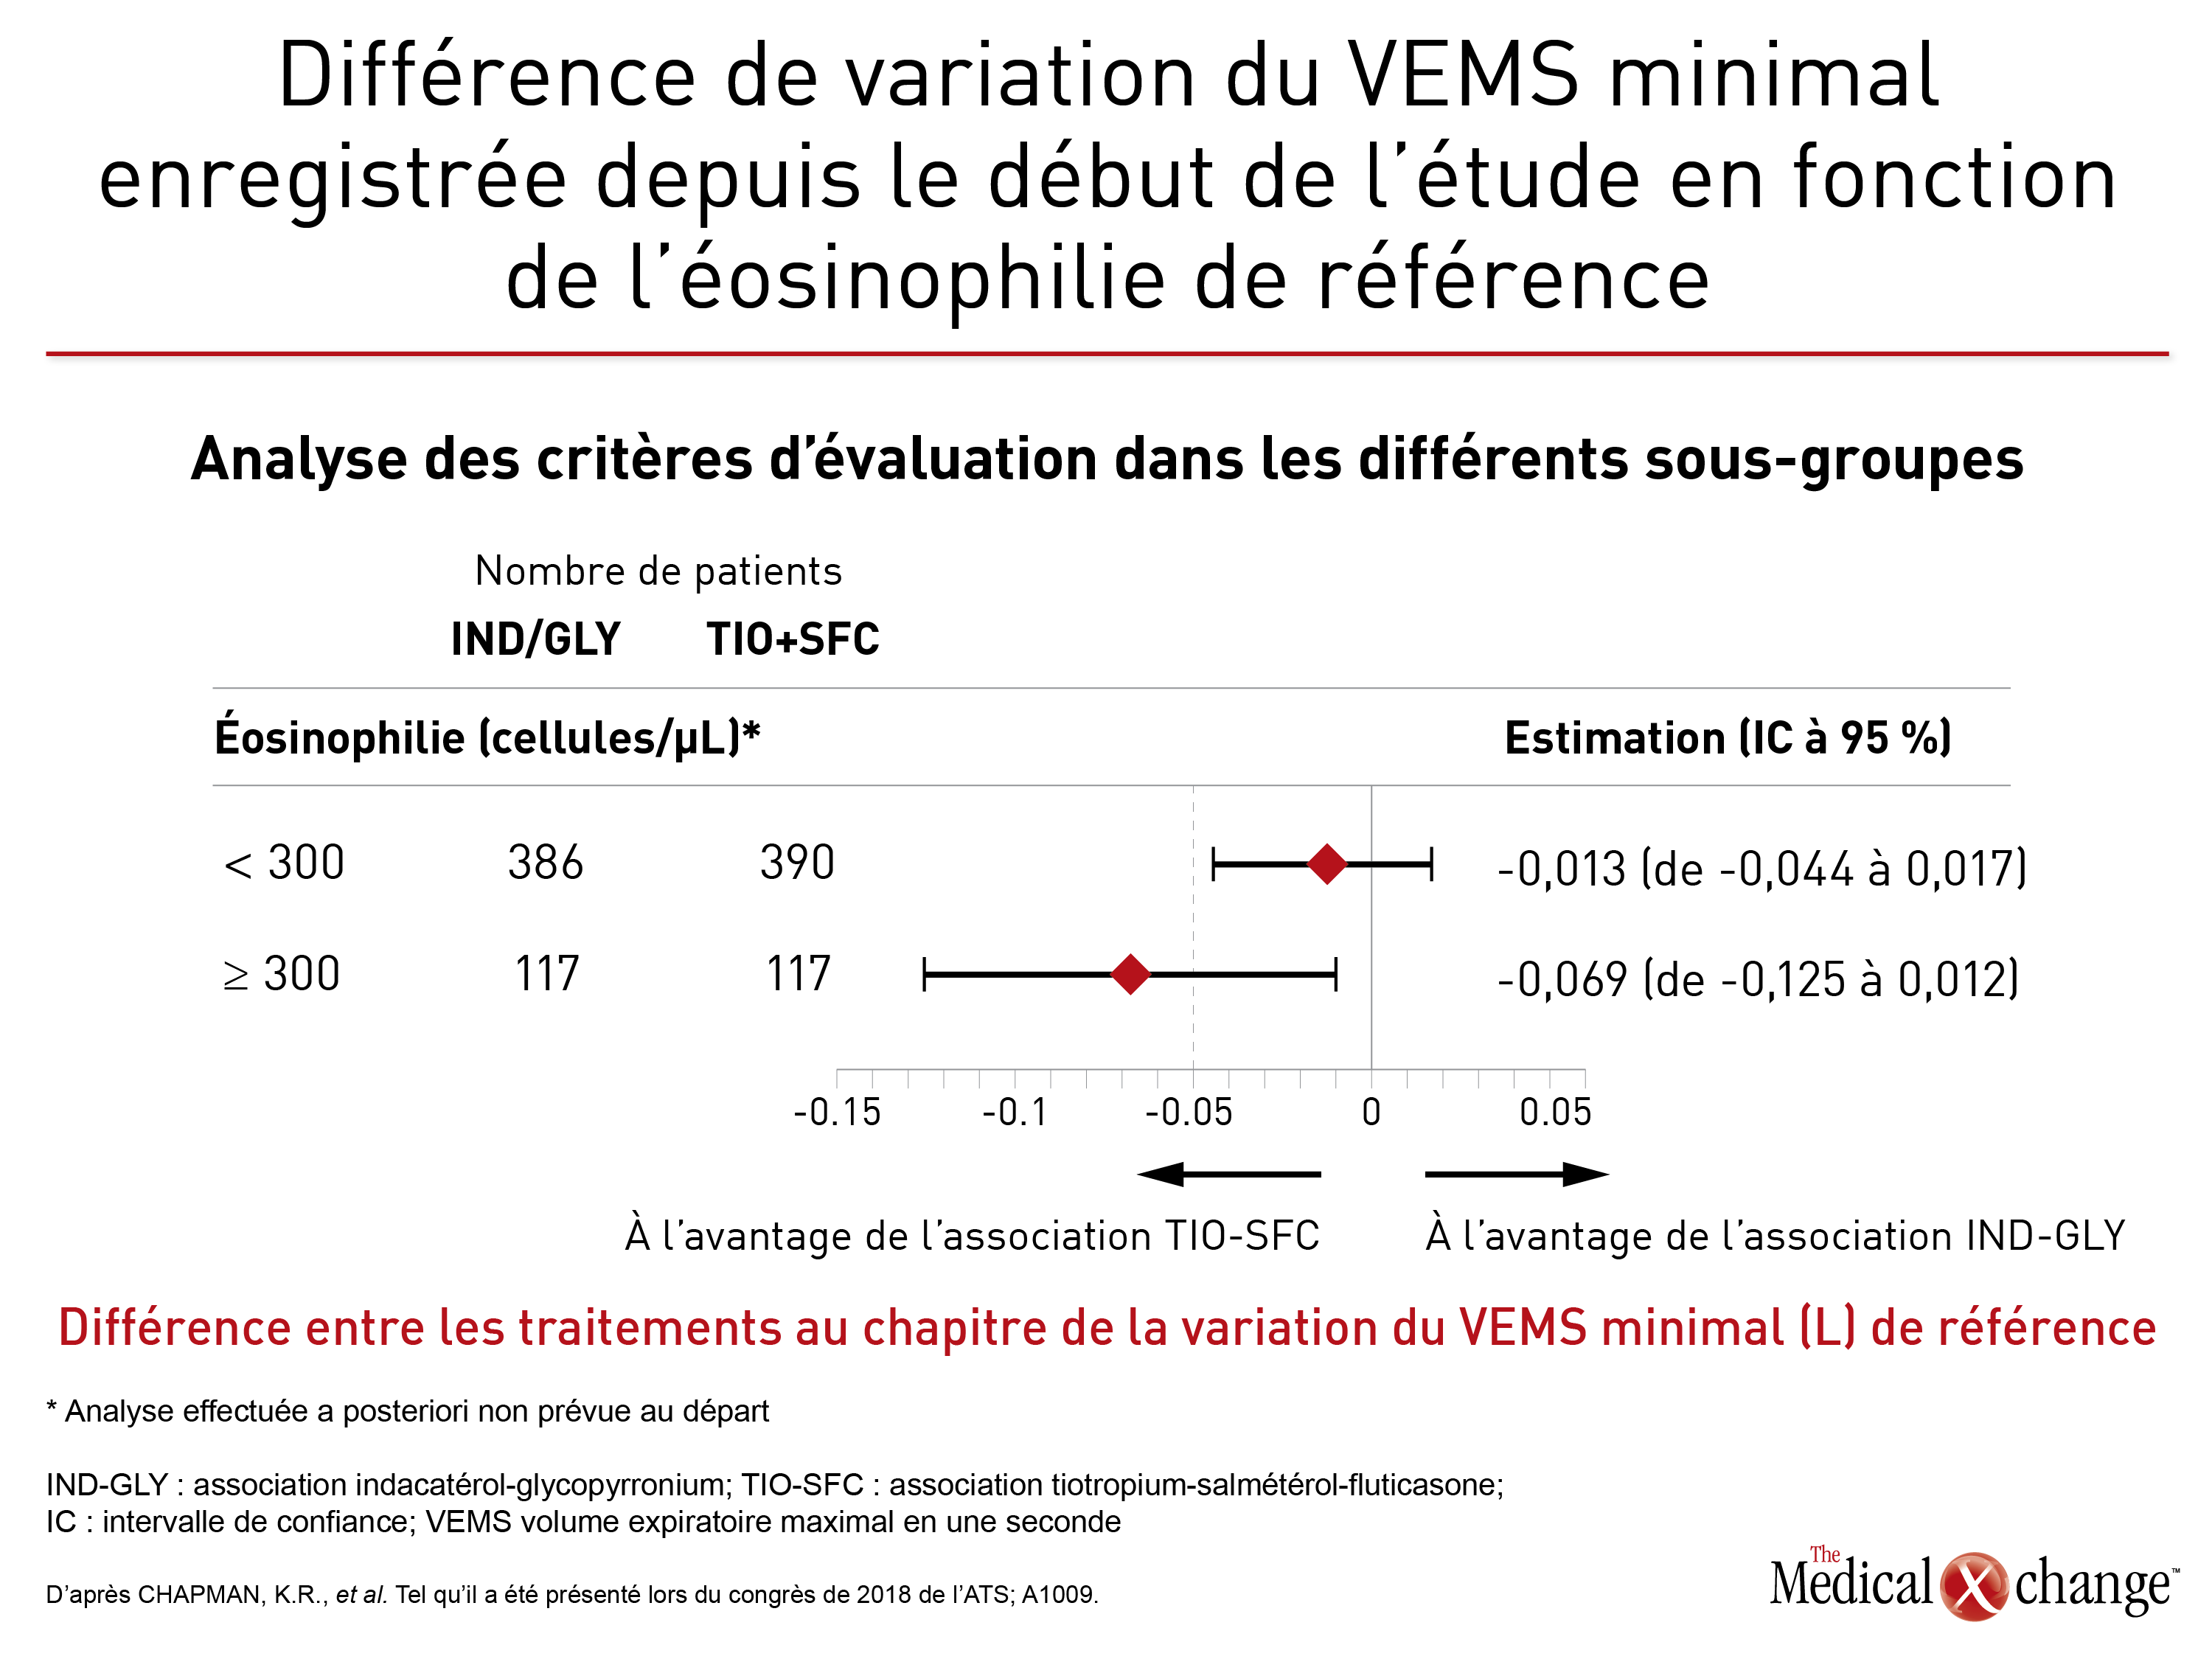 Différence de variation du VEMS minimal
enregistrée depuis le début de l’étude en fonction
de l’éosinophilie de référence
Analyse des critères d’évaluation dans les différents sous-groupes
Nombre de patients
IND/GLY TIO+SFC
Éosinophilie (cellules/µL)* Estimation (IC à 95 %)
< 300 386 390 -0,013 (de -0,044 à 0,017)
≥ 300 117 117 -0,069 (de -0,125 à 0,012)
-0.15 -0.1 -0.05 0 0.05
À l’avantage de l’association TIO-SFC À l’avantage de l’association IND-GLY
Différence entre les traitements au chapitre de la variation du VEMS minimal (L) de référence
* Analyse effectuée a posteriori non prévue au départ
IND-GLY : association indacatérol-glycopyrronium; TIO-SFC : association tiotropium-salmétérol-fluticasone;
IC : intervalle de confiance; VEMS volume expiratoire maximal en une seconde
D’après CHAPMAN, K.R., et al. Tel qu’il a été présenté lors du congrès de 2018 de l’ATS; A1009.
The
Medical X change™